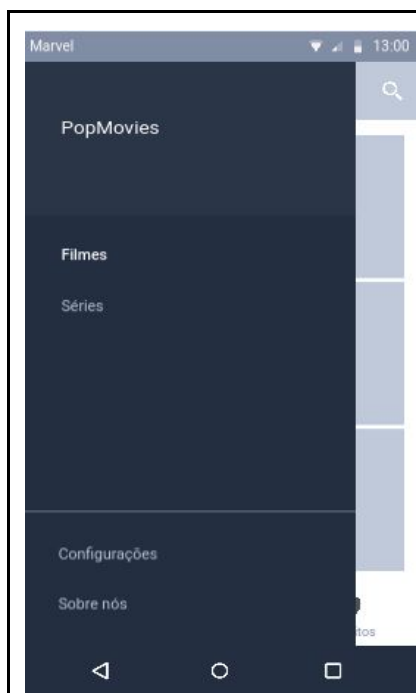 Marvel 13:00
PopMovies
Filmes
Séries
Configurações
Sobre nós